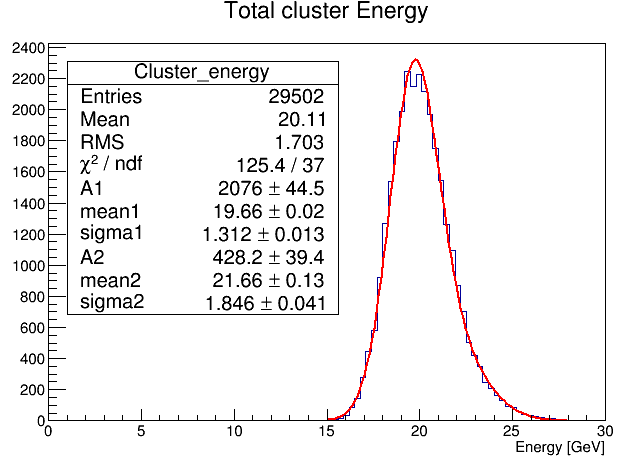 Total cluster Energy
Cluster_energy
Entries 29502
Mean 20.11
RMS 1.703
χ² / ndf 125.4 / 37
A1 2076 ± 44.5
mean1 19.66 ± 0.02
sigma1 1.312 ± 0.013
A2 428.2 ± 39.4
mean2 21.66 ± 0.13
sigma2 1.846 ± 0.041
2400
2200
2000
1800
1600
1400
1200
1000
800
600
400
200
0
0 5 10 15 20 25 30
Energy [GeV]